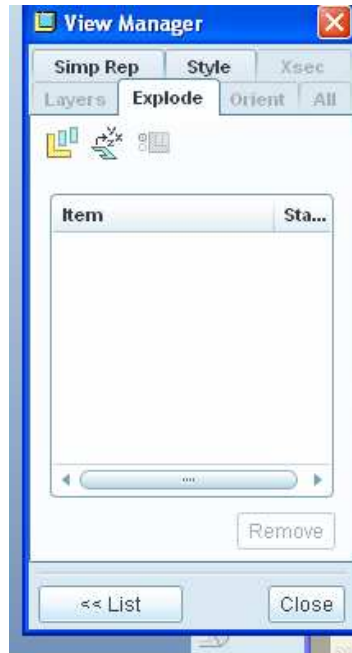 View Manager
Simp Rep Style Xsec
Layers Explode Orient All
Item Sta...
Remove
<< List Close